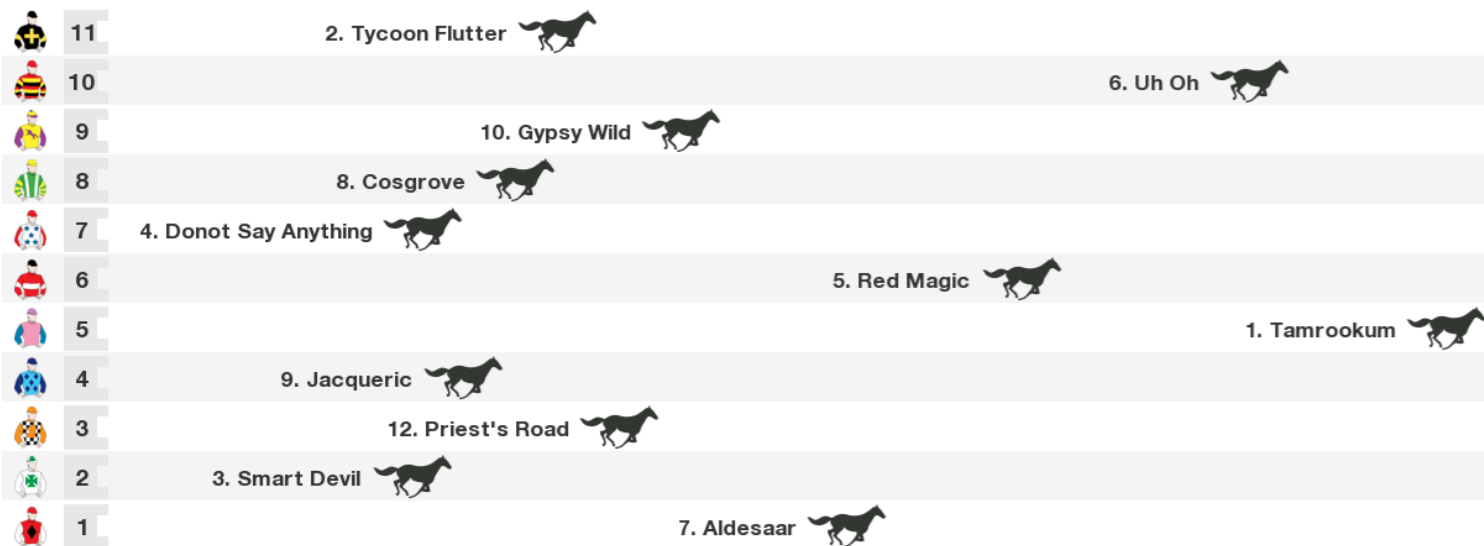 11 2. Tycoon Flutter
10 6. Uh Oh
9 10. Gypsy Wild
8 8. Cosgrove
7 4. Donot Say Anything
6 5. Red Magic
5 1. Tamrookum
4 9. Jacqueric
3 12. Priest's Road
2 3. Smart Devil
1 7. Aldesaar